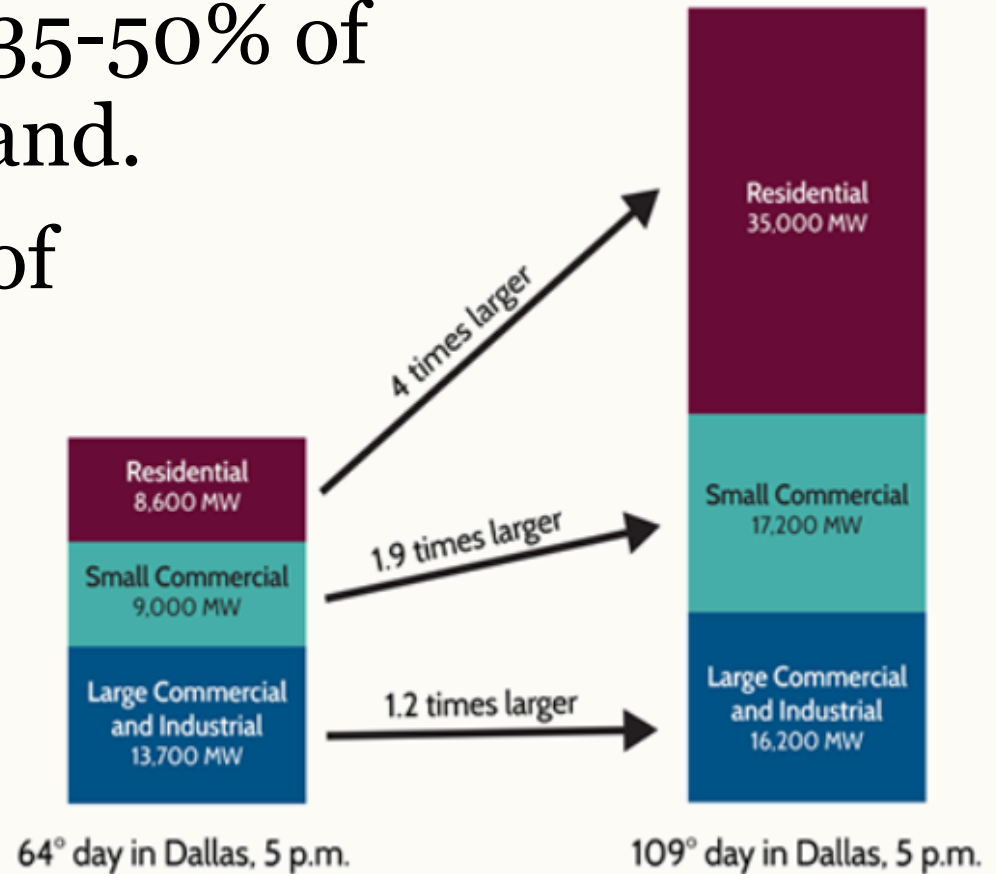 35-50% of
and.
of
Residential
35,000 MW
4 times larger
Residential
8,600 MW
Small Commercial
17,200 MW
1.9 times larger
Small Commercial
9,000 MW
Large Commercial
and Industrial
13,700 MW
1.2 times larger
Large Commercial
and Industrial
16,200 MW
64° day in Dallas, 5 p.m.
109° day in Dallas, 5 p.m.